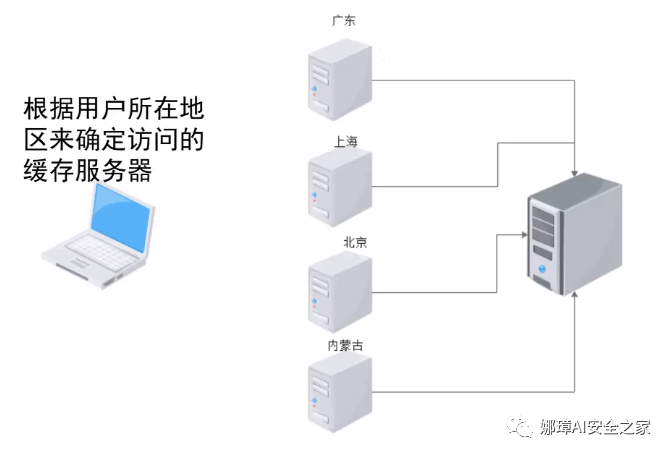 广东
根据用户所在地
区来确定访问的
缓存服务器
上海
北京
内蒙古
娜璋AI安全之家